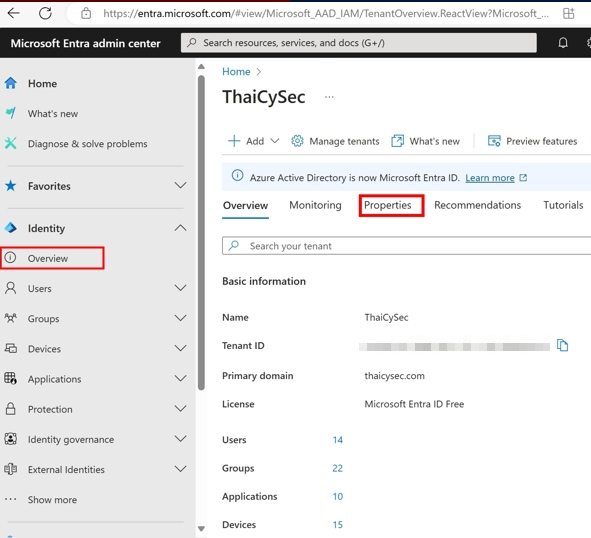 https://entra.microsoft.com/#view/Microsoft_AAD_IAM/TenantOverview.ReactView?Microsoft_...
Microsoft Entra admin center
Search resources, services, and docs (G+/)
Home
What's new
Diagnose & solve problems
Favorites
Identity
Overview
Users
Groups
Devices
Applications
Protection
Identity governance
External Identities
Show more
Home
ThaiCySec
Add Manage tenants What's new Preview features
Azure Active Directory is now Microsoft Entra ID. Learn more
Overview Monitoring Properties Recommendations Tutorials
Search your tenant
Basic information
Name ThaiCySec
Tenant ID
Primary domain thaicysec.com
License Microsoft Entra ID Free
Users 14
Groups 22
Applications 10
Devices 15